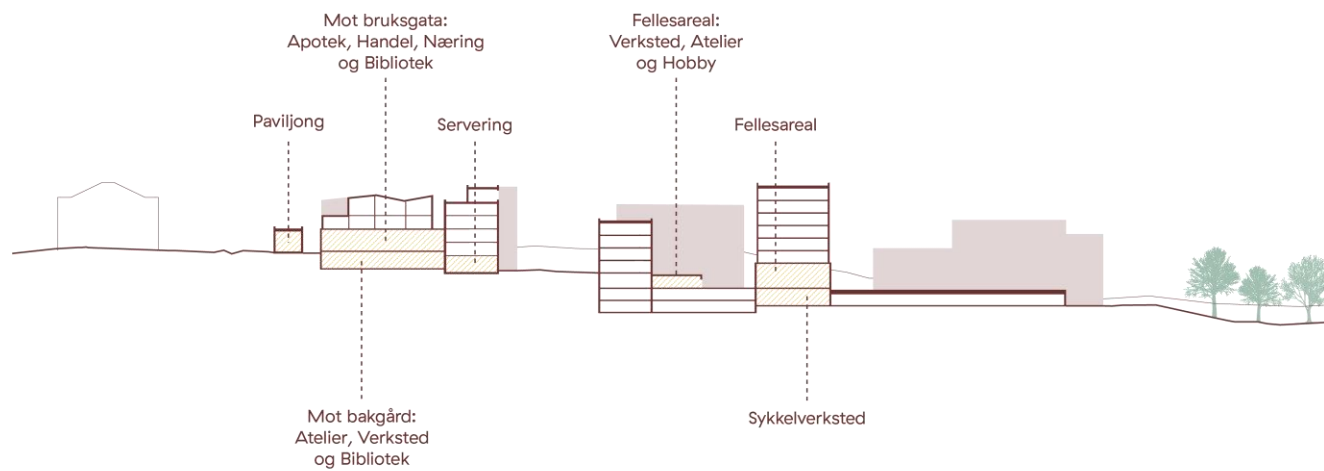 Mot bruksgata:
Apotek, Handel, Næring
og Bibliotek
Fellesareal:
Verksted, Atelier
og Hobby
Paviljong
Servering
Fellesareal
Mot bakgård:
Atelier, Verksted
og Bibliotek
Sykkelverksted